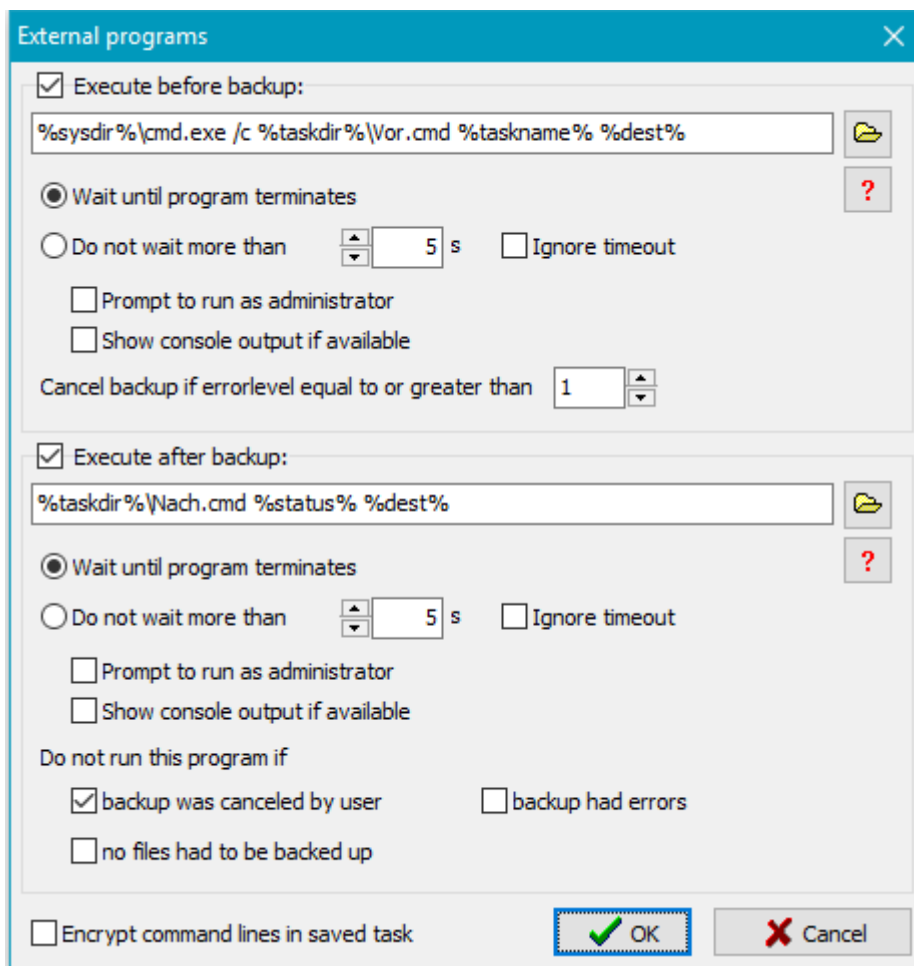 External programs
Execute before backup:
%sysdir%\cmd.exe /c %taskdir%\Vor.cmd %taskname% %dest%
Wait until program terminates
?
Do not wait more than 5 s Ignore timeout
Prompt to run as administrator
Show console output if available
Cancel backup if errorlevel equal to or greater than 1
Execute after backup:
%taskdir%\Nach.cmd %status% %dest%
Wait until program terminates
?
Do not wait more than 5 s Ignore timeout
Prompt to run as administrator
Show console output if available
Do not run this program if
backup was canceled by user backup had errors
no files had to be backed up
Encrypt command lines in saved task OK Cancel